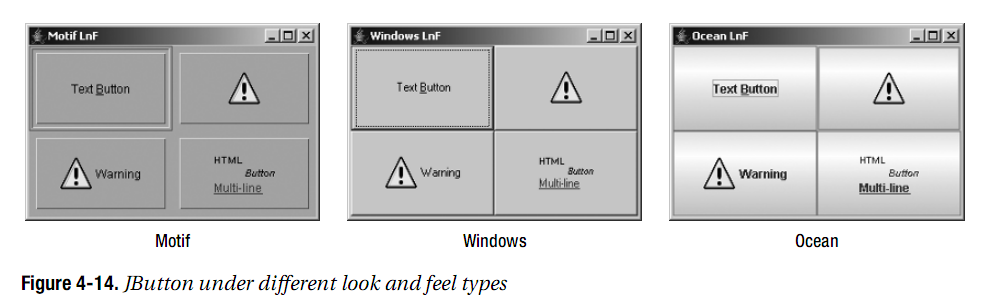 Motif LnF
Text Button
Warning
HTML
Button
Multi-line
Motif
Windows LnF
Text Button
Warning
HTML
Button
Multi-line
Windows
Ocean LnF
Text Button
Warning
HTML
Button
Multi-line
Ocean
Figure 4-14. JButton under different look and feel types